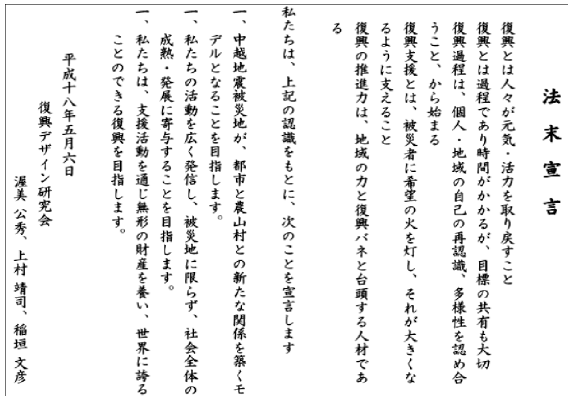 法末宣言
復興とは人々が元気・活力を取り戻すこと
復興とは過程であり時間がかかるが、目標の共有も大切
復興過程は、個人・地域の自己の再認識、多様性を認め合
うこと、から始まる
復興支援とは、被災者に希望の火を灯し、それが大きくな
るように支えること
復興の推進力は、地域の力と復興バネと台頭する人材であ
る
私たちは、上記の認識をもとに、次のことを宣言します
一、中越地震被災地が、都市と農山村との新たな関係を築くモ
デルとなることを目指します。
一、私たちの活動を広く発信し、被災地に限らず、社会全体の
成熟・発展に寄与することを目指します。
一、私たちは、支援活動を通じ無形の財産を養い、世界に誇る
ことのできる復興を目指します。
平成十八年五月六日
復興デザイン研究会
渥美 公秀、上村 靖司、稲垣 文彦